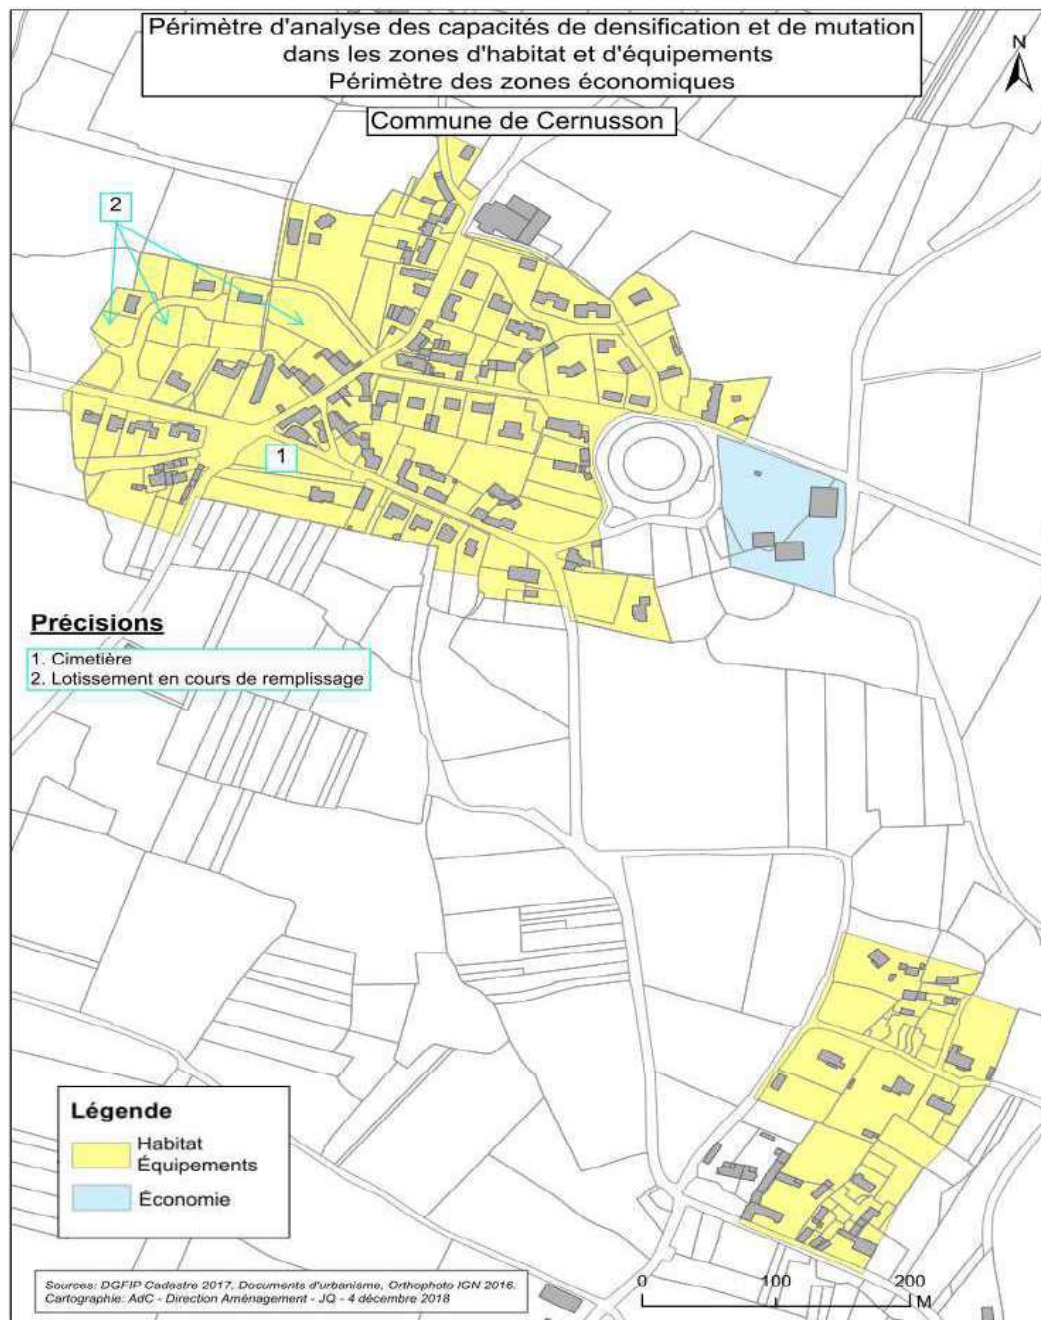 Périmètre d'analyse des capacités de densification et de mutation
dans les zones d'habitat et d'équipements
Périmètre des zones économiques
Commune de Cernusson
N
2
1
Précisions
1. Cimetière
2. Lotissement en cours de remplissage
Légende
Habitat
Équipements
Économie
Sources: DGFIP Cadastre 2017, Documents d'urbanisme, Orthophoto IGN 2016.
Cartographie: AdC - Direction Aménagement - JQ - 4 décembre 2018
0 100 200
M